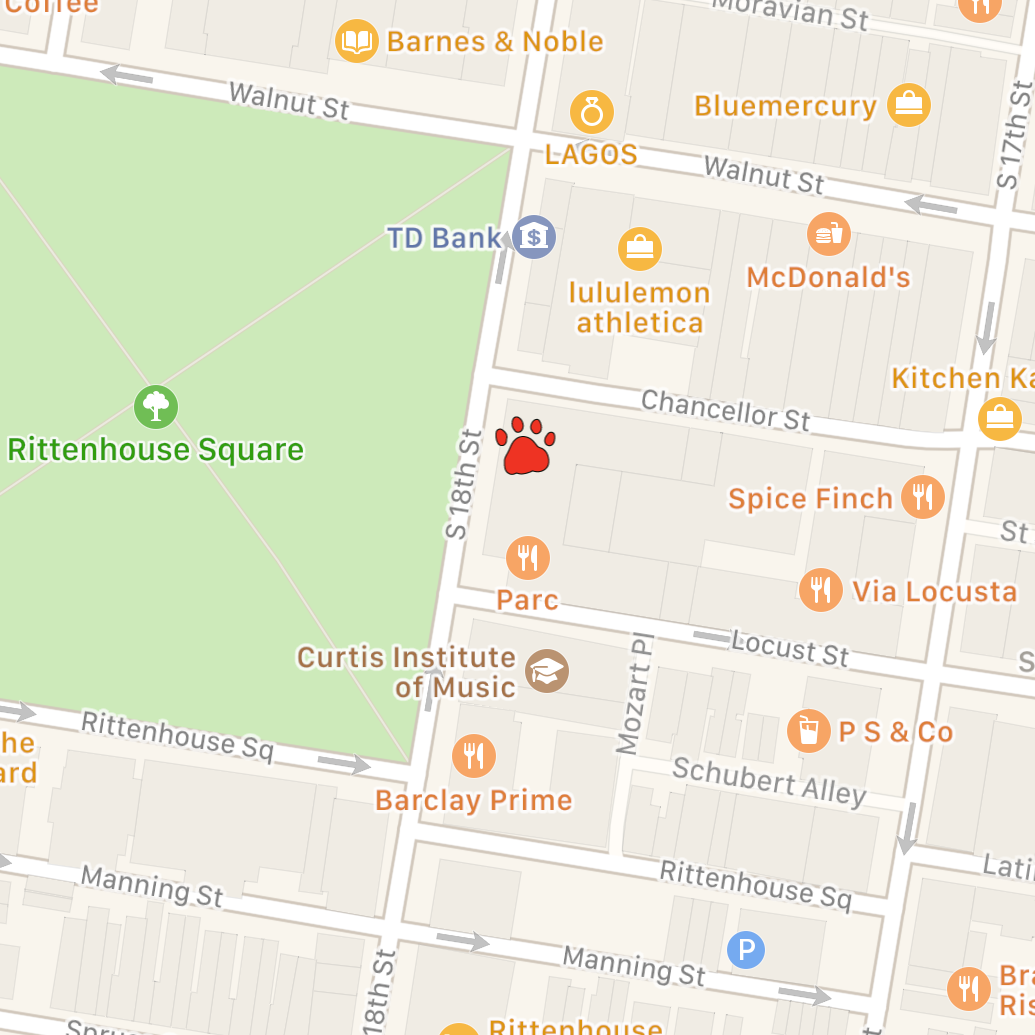 Coffee
Moravian St
Barnes & Noble
Walnut St
LAGOS
Bluemercury
S 17th St
Walnut St
TD Bank
$
lululemon
athletica
McDonald's
Kitchen Ka
Chancellor St
Rittenhouse Square
S 18th St
Spice Finch
St
Parc
Via Locusta
Locust St
Curtis Institute
of Music
Mozart Pl
S
Rittenhouse Sq
he
ard
P S & Co
Schubert Alley
Barclay Prime
Manning St
Rittenhouse Sq
Lati
P
Manning St
18th St
Bra
Ris
Rittenhouse
Spru